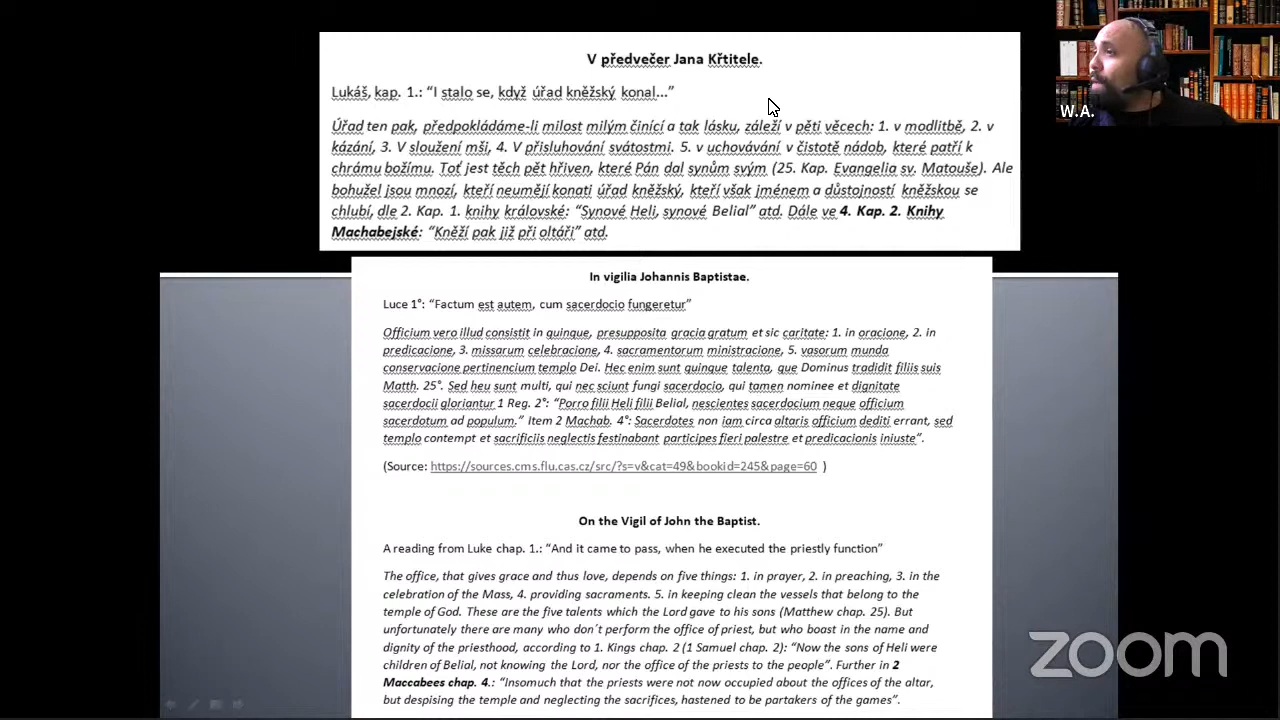 V předvečer Jana Křtitele.
Lukáš, kap. 1.: “I stalo se, když úřad kněžský konal...”
Úřad ten pak, předpokládáme-li milost milým činící a tak lásku, záleží v pěti věcech: 1. v modlitbě, 2. v
kázání, 3. V sloužení mši, 4. V přisluhování svátostmi. 5. v uchovávání v čistotě nádob, které patří k
chrámu božímu. Toť jest těch pět hřiven, které Pán dal synům svým (25. Kap. Evangelia sv. Matouše). Ale
bohužel jsou mnozí, kteří neumějí konati úřad kněžský, kteří však jménem a důstojností kněžskou se
chlubí, dle 2. Kap. 1. knihy královské: “Synové Heli, synové Belial” atd. Dále ve 4. Kap. 2. Knihy
Machabejské: “Kněží pak již při oltáři” atd.
W.A.
In vigilia Johannis Baptistae.
Luce 1°: “Factum est autem, cum sacerdocio fungeretur”
Officium vero illud consistit in quinque, presupposita gracia gratum et sic caritate: 1. in oracione, 2. in
predicacione, 3. missarum celebracione, 4. sacramentorum ministracione, 5. vasorum munda
conservacione pertinencium templo Dei. Hec enim sunt quinque talenta, que Dominus tradidit filiis suis
Matth. 25°. Sed heu sunt multi, qui nec sciunt fungi sacerdocio, qui tamen nominee et dignitate
sacerdocii gloriantur 1 Reg. 2°: “Porro filii Heli filii Belial, nescientes sacerdocium neque officium
sacerdotum ad populum.” Item 2 Machab. 4°: Sacerdotes non iam circa altaris officium dediti errant, sed
templo contempt et sacrificiis neglectis festinabant participes fieri palestre et predicacionis iniuste”.
(Source: https://sources.cms.flu.cas.cz/src/?s=v&cat=49&bookid=245&page=60 )
On the Vigil of John the Baptist.
A reading from Luke chap. 1.: “And it came to pass, when he executed the priestly function”
The office, that gives grace and thus love, depends on five things: 1. in prayer, 2. in preaching, 3. in the
celebration of the Mass, 4. providing sacraments. 5. in keeping clean the vessels that belong to the
temple of God. These are the five talents which the Lord gave to his sons (Matthew chap. 25). But
unfortunately there are many who don´t perform the office of priest, but who boast in the name and
dignity of the priesthood, according to 1. Kings chap. 2 (1 Samuel chap. 2): “Now the sons of Heli were
children of Belial, not knowing the Lord, nor the office of the priests to the people”. Further in 2
Maccabees chap. 4.: “Insomuch that the priests were not now occupied about the offices of the altar,
but despising the temple and neglecting the sacrifices, hastened to be partakers of the games”.
zoom